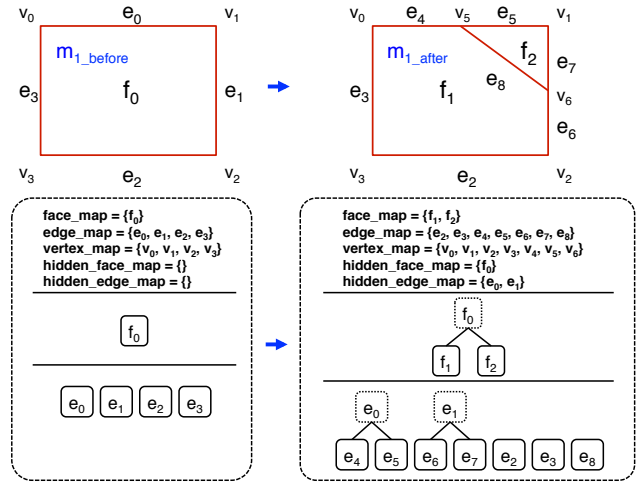 v₀ e₀ v₁
m₁_before
e₃ f₀ e₁
v₃ e₂ v₂
v₀ e₄ v₅ e₅ v₁
m₁_after f₂ e₇
e₃ f₁ e₈ v₆
e₆
v₃ e₂ v₂
face_map = {f₀}
edge_map = {e₀, e₁, e₂, e₃}
vertex_map = {v₀, v₁, v₂, v₃}
hidden_face_map = {}
hidden_edge_map = {}
f₀
e₀ e₁ e₂ e₃
face_map = {f₁, f₂}
edge_map = {e₂, e₃, e₄, e₅, e₆, e₇, e₈}
vertex_map = {v₀, v₁, v₂, v₃, v₄, v₅, v₆}
hidden_face_map = {f₀}
hidden_edge_map = {e₀, e₁}
f₀
f₁ f₂
e₀ e₁
e₄ e₅ e₆ e₇ e₂ e₃ e₈